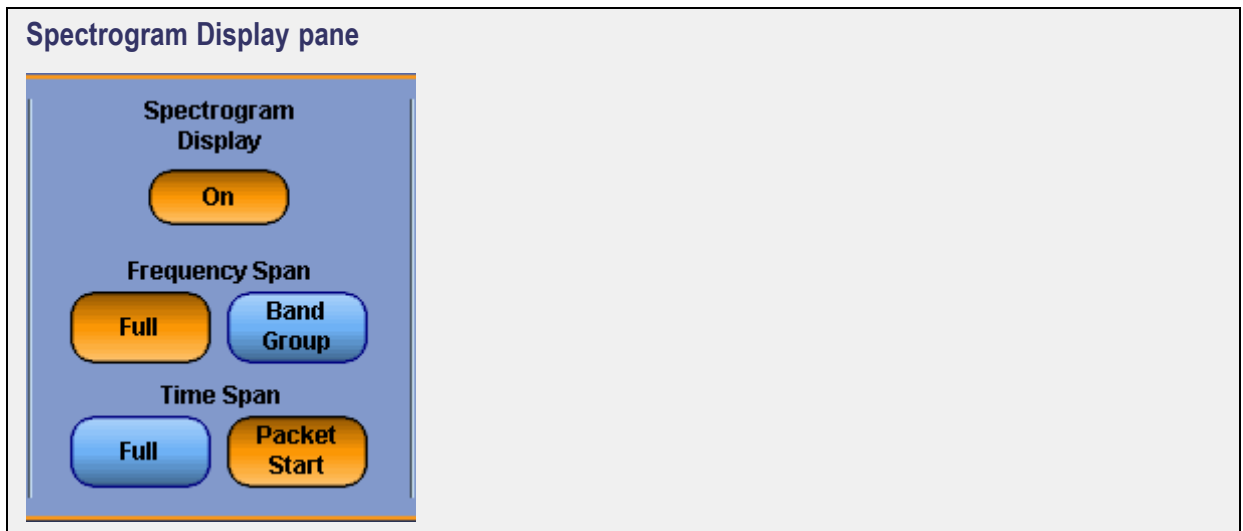 Spectrogram Display pane
Spectrogram
Display
On
Frequency Span
Full
Band
Group
Time Span
Full
Packet
Start